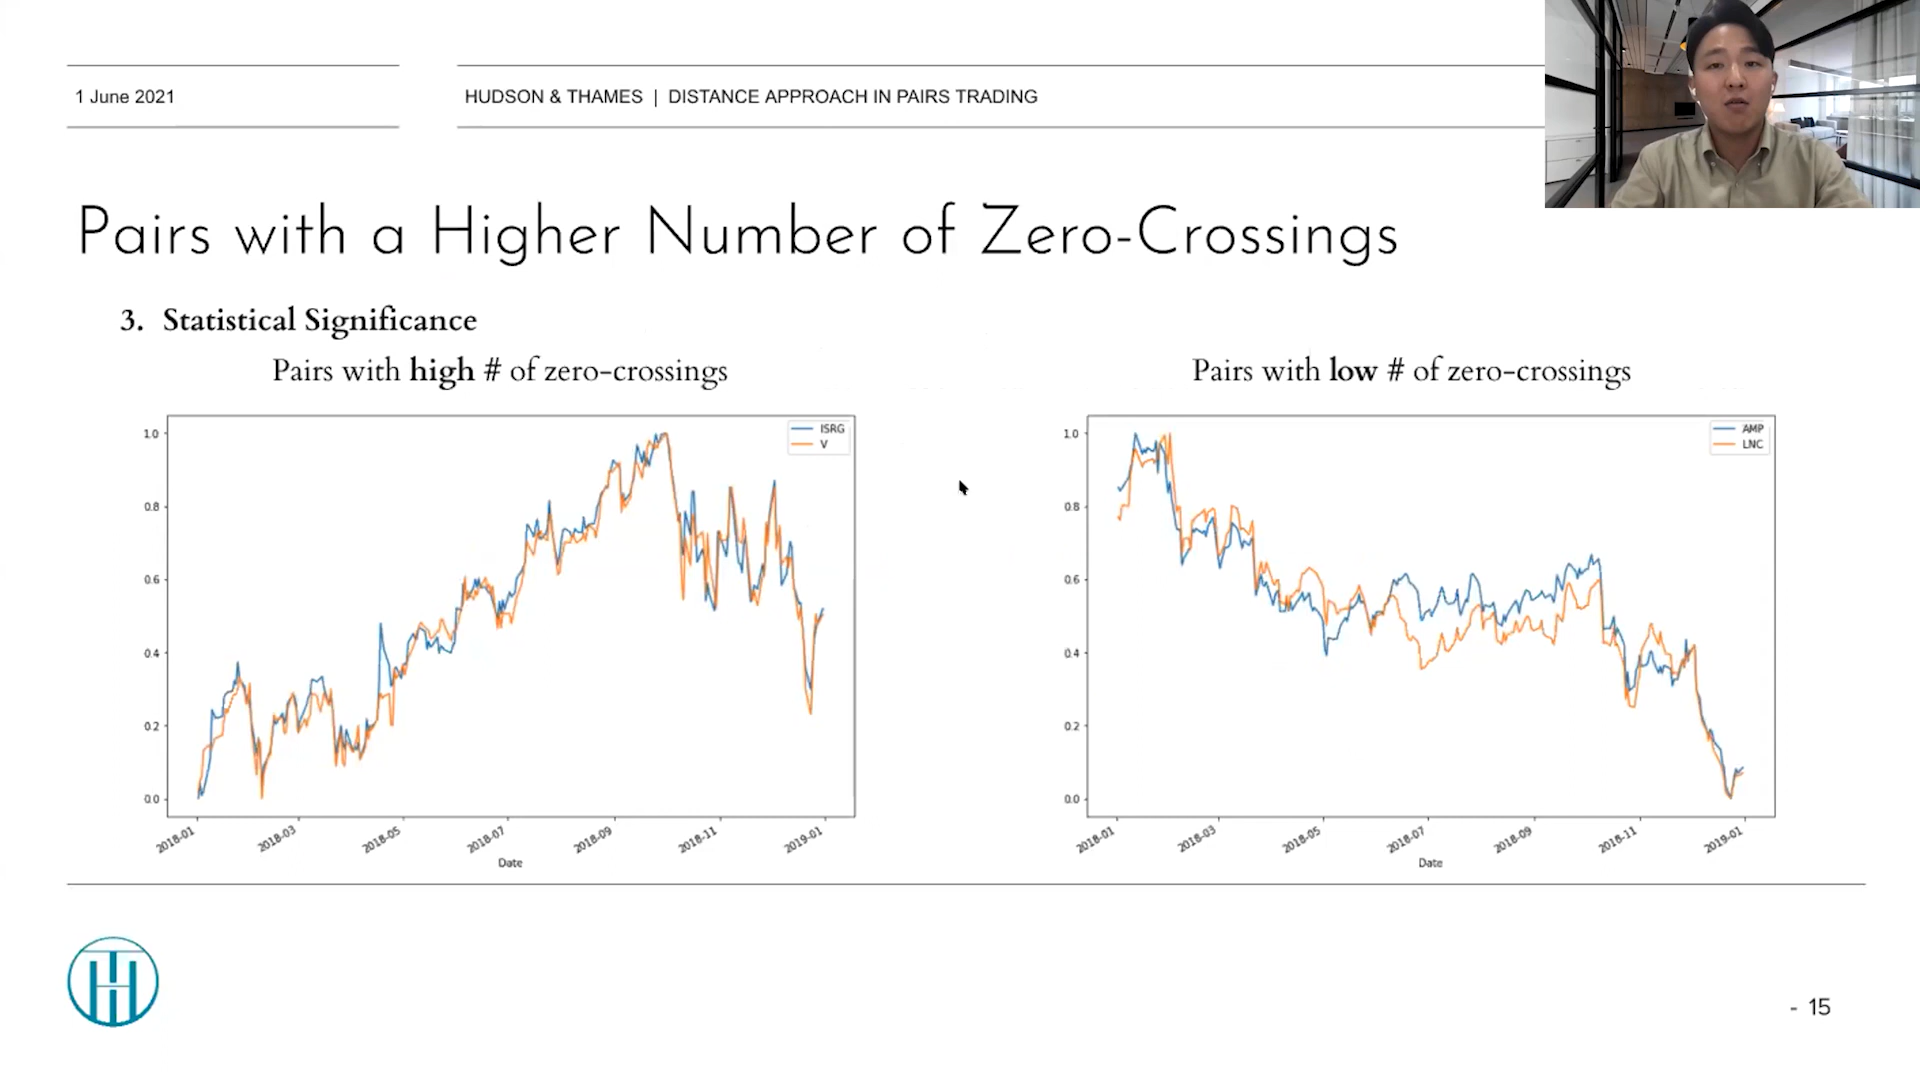 1 June 2021
HUDSON & THAMES | DISTANCE APPROACH IN PAIRS TRADING
Pairs with a Higher Number of Zero-Crossings
3. Statistical Significance
Pairs with high # of zero-crossings
Pairs with low # of zero-crossings
ISRG
V
1.0
0.8
0.6
0.4
0.2
0.0
2018-01
2018-03
2018-05
2018-07
2018-09
2018-11
2019-01
Date
AMP
LNC
1.0
0.8
0.6
0.4
0.2
0.0
2018-01
2018-03
2018-05
2018-07
2018-09
2018-11
2019-01
Date
- 15